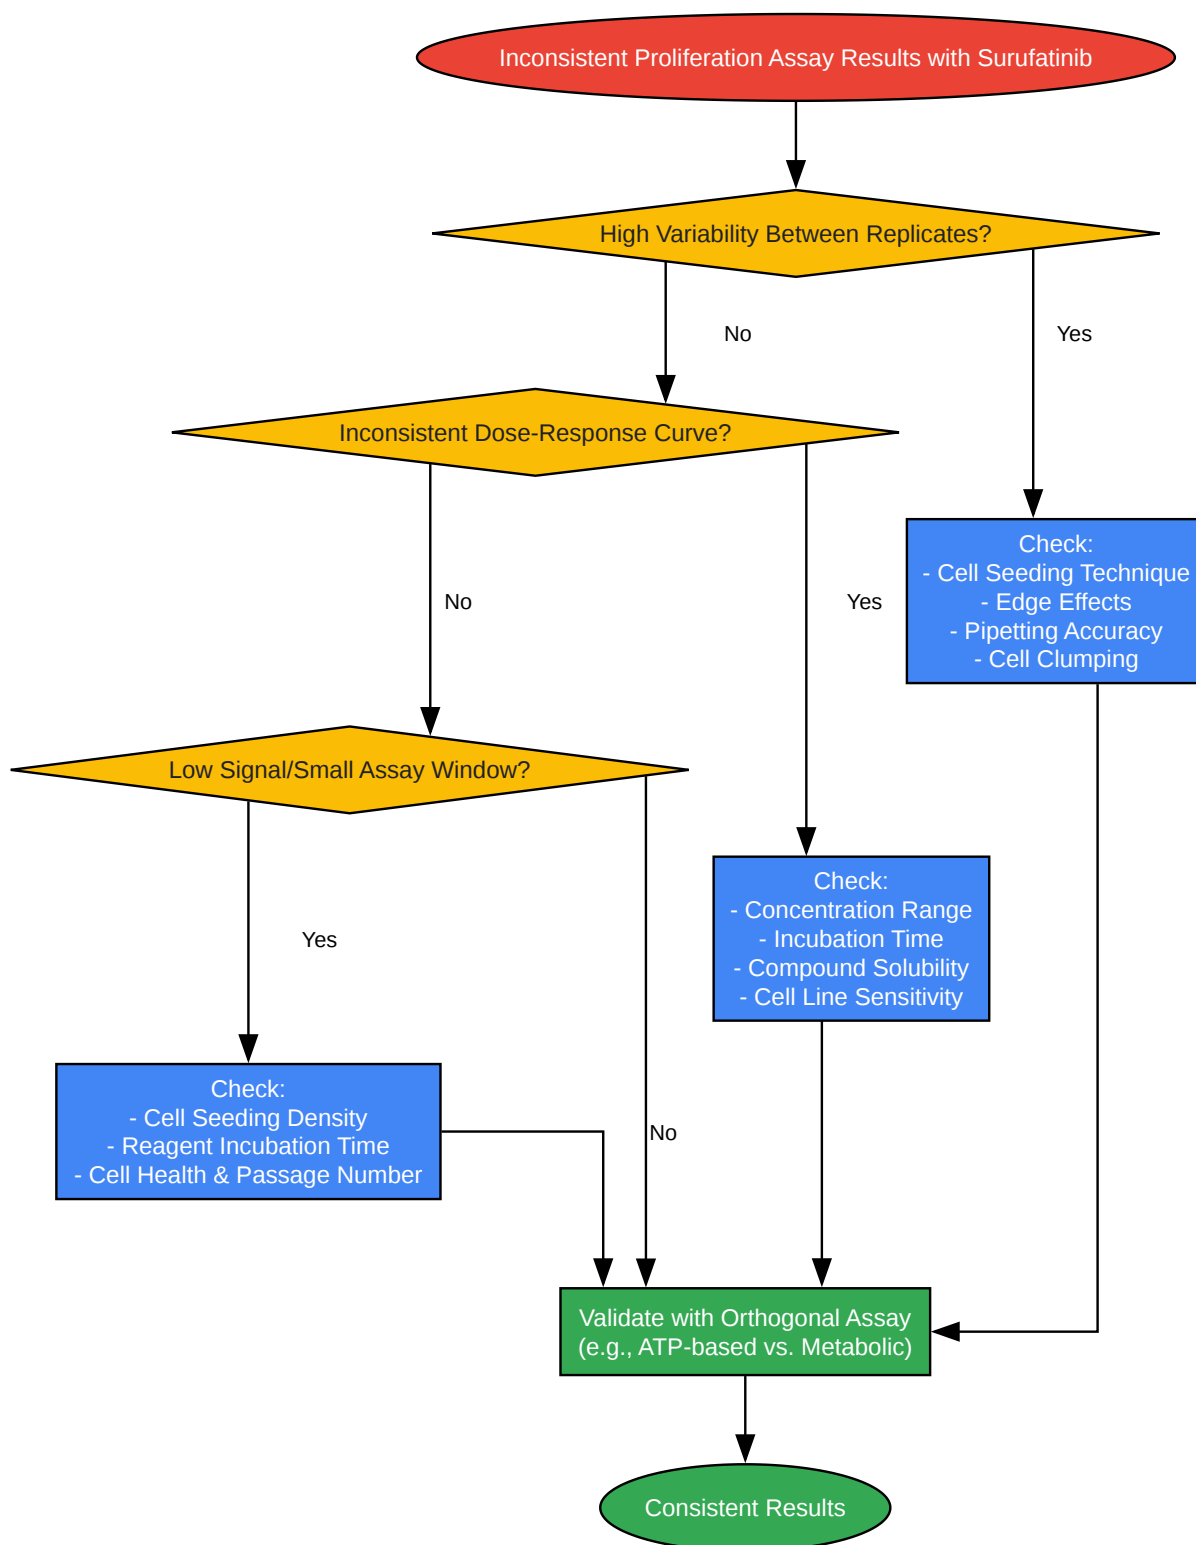 Inconsistent Proliferation Assay Results with Surufatinib
High Variability Between Replicates?
No
Yes
Inconsistent Dose-Response Curve?
Check:
- Cell Seeding Technique
- Edge Effects
- Pipetting Accuracy
- Cell Clumping
No
Yes
Low Signal/Small Assay Window?
Check:
- Concentration Range
- Incubation Time
- Compound Solubility
- Cell Line Sensitivity
Yes
Check:
- Cell Seeding Density
- Reagent Incubation Time
- Cell Health & Passage Number
No
Validate with Orthogonal Assay
(e.g., ATP-based vs. Metabolic)
Consistent Results